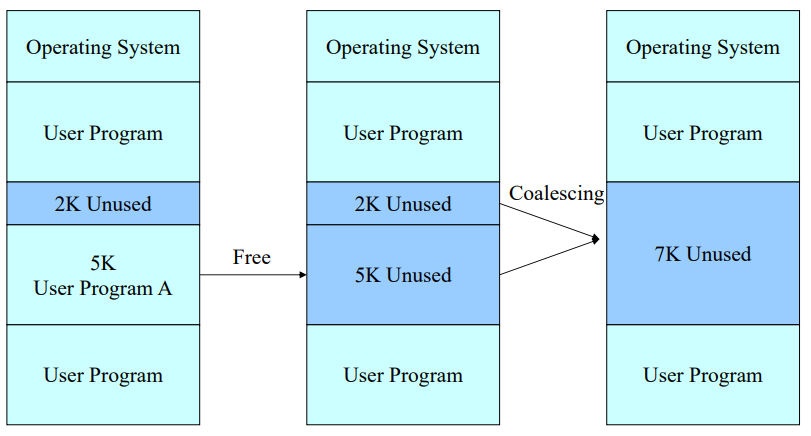 Operating System
User Program
2K Unused
5K
User Program A
User Program
Free
Operating System
User Program
2K Unused
5K Unused
User Program
Coalescing
Operating System
User Program
7K Unused
User Program